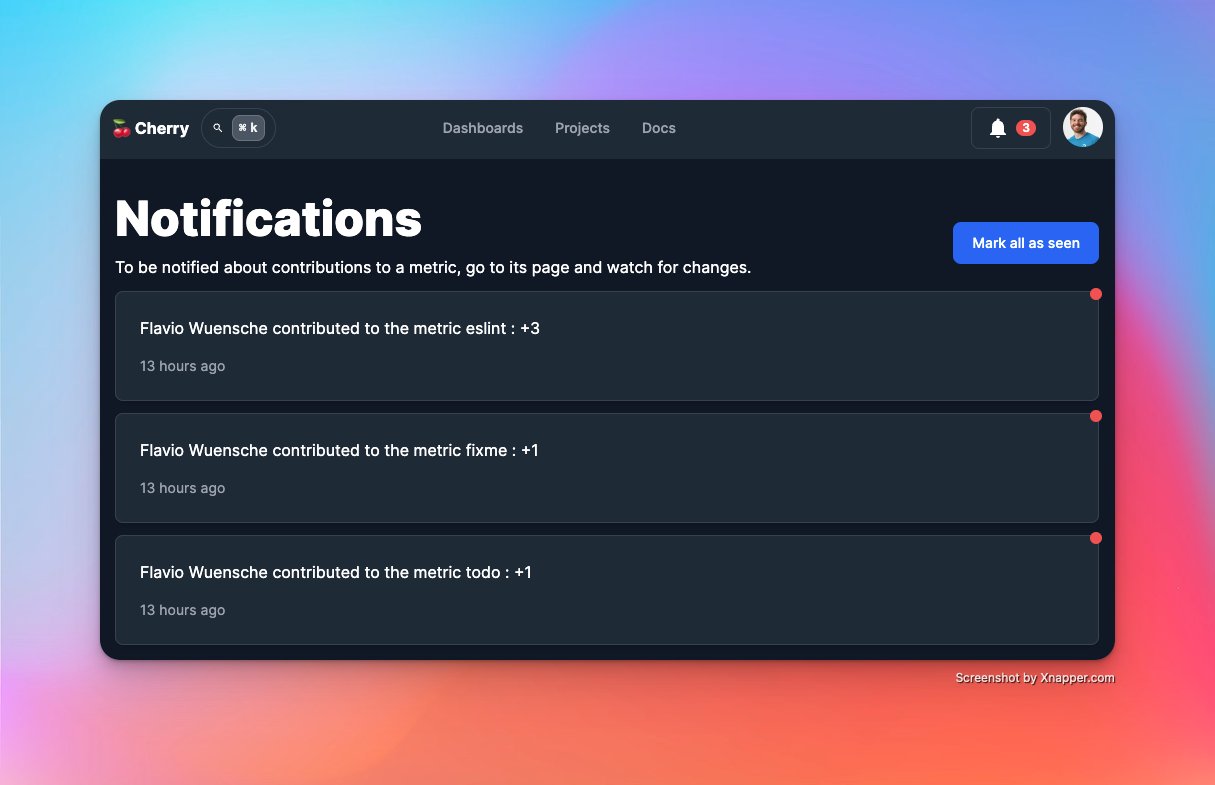 Cherry
⌘ k
Dashboards
Projects
Docs
3
Notifications
Mark all as seen
To be notified about contributions to a metric, go to its page and watch for changes.
Flavio Wuensche contributed to the metric eslint : +3
13 hours ago
Flavio Wuensche contributed to the metric fixme : +1
13 hours ago
Flavio Wuensche contributed to the metric todo : +1
13 hours ago
Screenshot by Xnapper.com